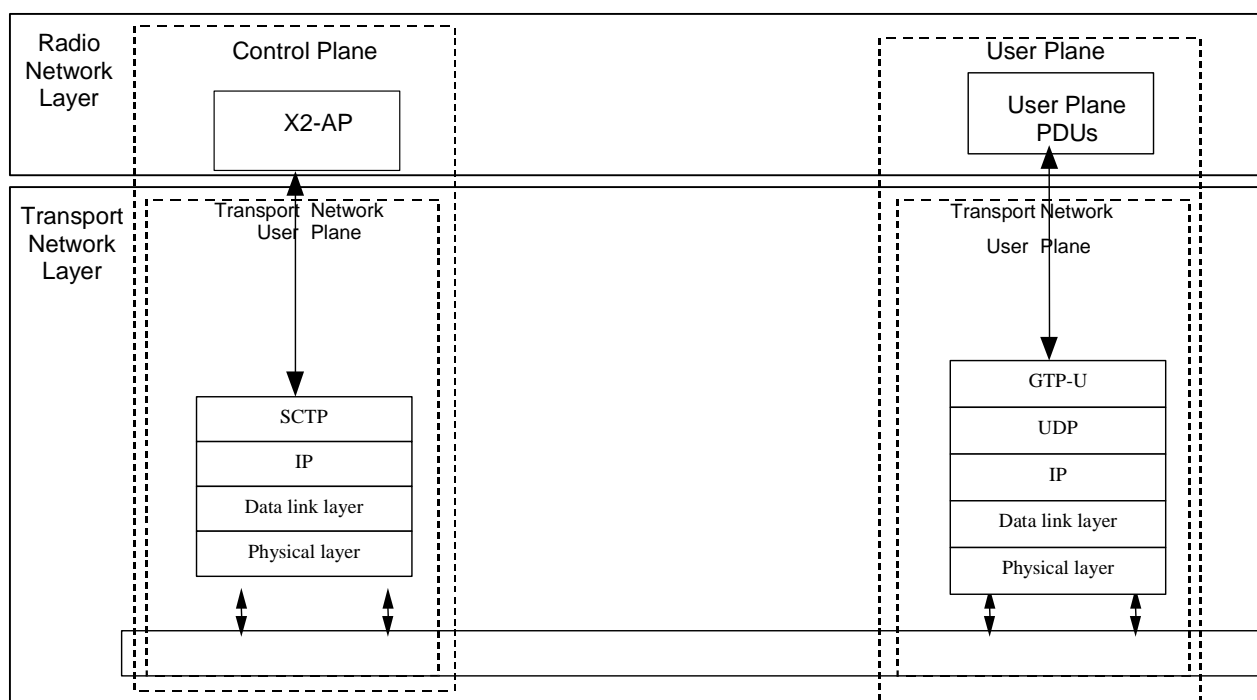 Radio
Network
Layer
Control Plane
X2-AP
User Plane
User Plane
PDUs
Transport
Network
Layer
Transport Network
User Plane
SCTP
IP
Data link layer
Physical layer
Transport Network
User Plane
GTP-U
UDP
IP
Data link layer
Physical layer